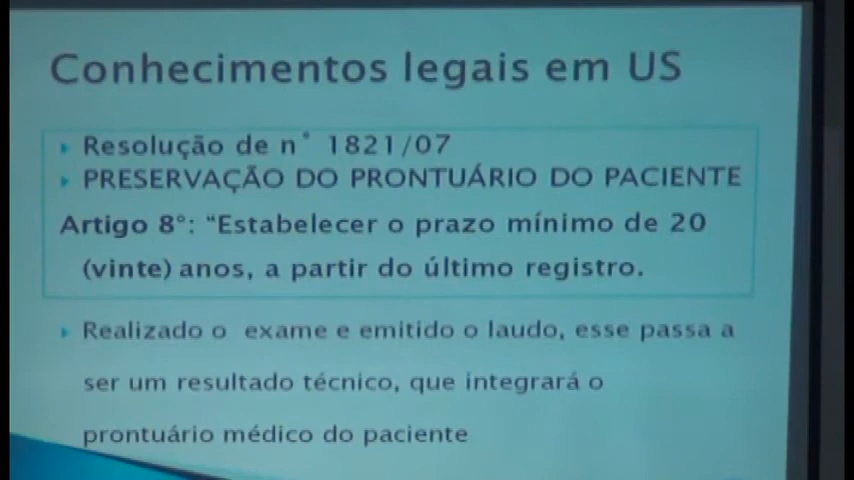 Conhecimentos legais em US
Resolução de n° 1821/07
PRESERVAÇÃO DO PRONTUÁRIO DO PACIENTE
Artigo 8°: “Estabelecer o prazo mínimo de 20
(vinte) anos, a partir do último registro.
Realizado o exame e emitido o laudo, esse passa a
ser um resultado técnico, que integrará o
prontuário médico do paciente